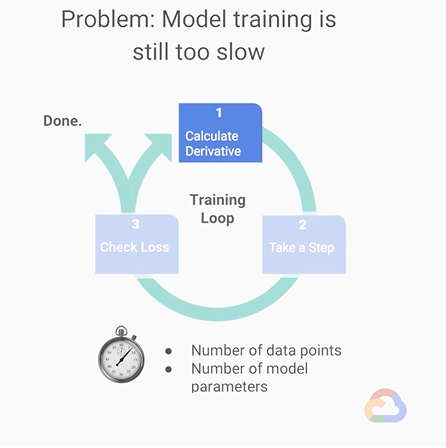 Problem: Model training is
still too slow
Done.
1
Calculate
Derivative
Training
Loop
3
Check Loss
2
Take a Step
• Number of data points
• Number of model
parameters